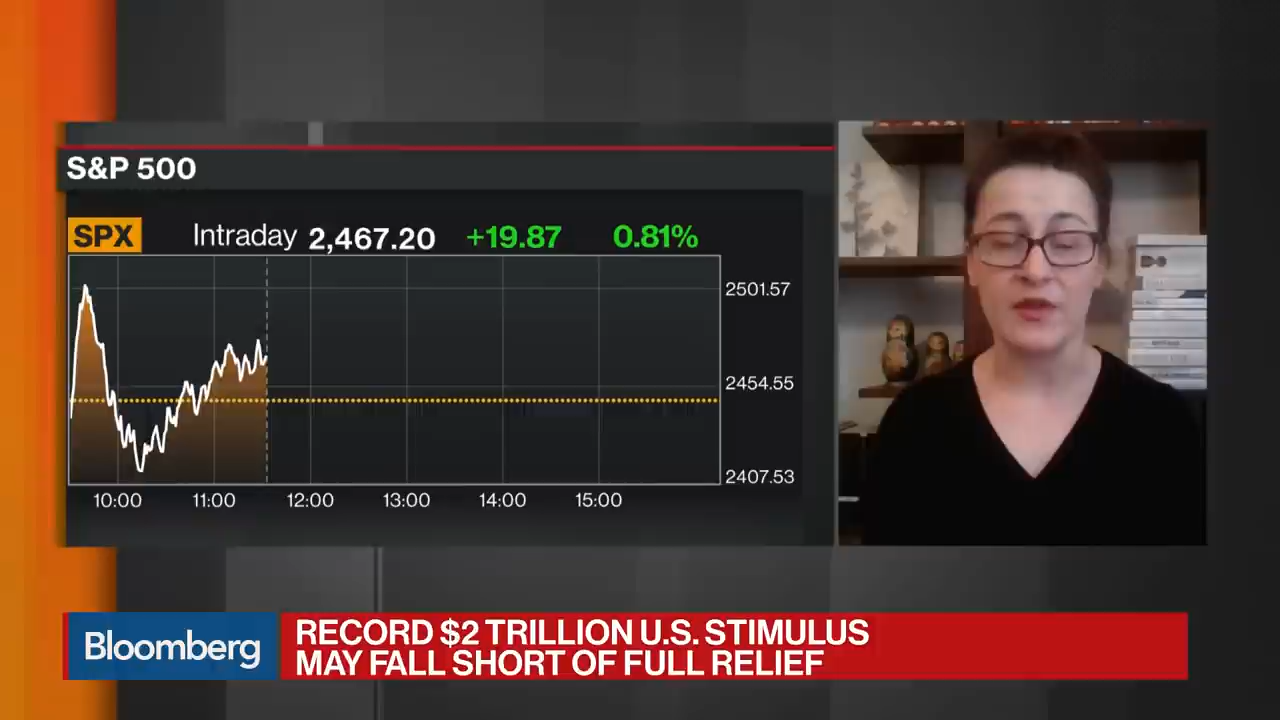 S&P 500
SPX Intraday 2,467.20 +19.87 0.81%
2501.57
2454.55
2407.53
10:00 11:00 12:00 13:00 14:00 15:00
Bloomberg
RECORD $2 TRILLION U.S. STIMULUS
MAY FALL SHORT OF FULL RELIEF